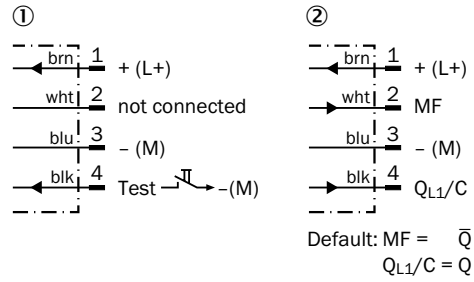 ① ②
brn 1 + (L+) brn 1 + (L+)
wht 2 not connected wht 2 MF
blu 3 – (M) blu 3 – (M)
blk 4 Test –(M) blk 4 QL1/C
Default: MF = Q̅
QL1/C = Q